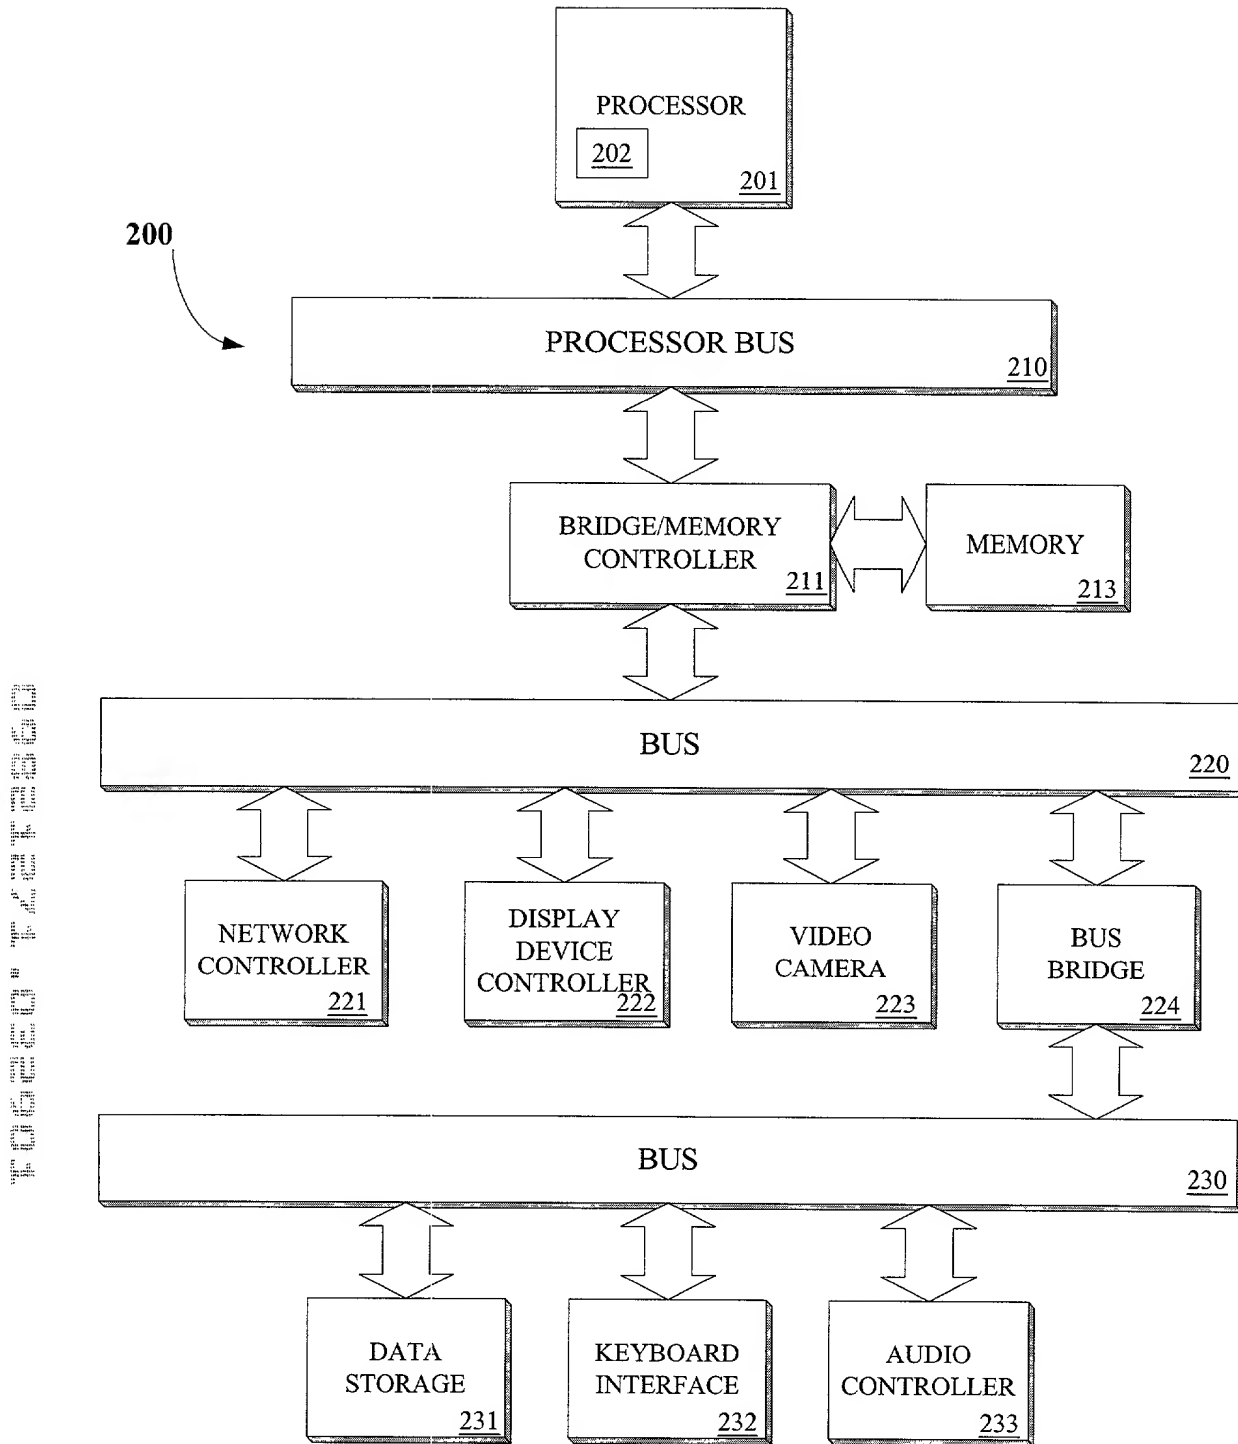 PROCESSOR
202
201
200
PROCESSOR BUS
210
BRIDGE/MEMORY
CONTROLLER
211
MEMORY
213
BUS
220
NETWORK
CONTROLLER
221
DISPLAY
DEVICE
CONTROLLER
222
VIDEO
CAMERA
223
BUS
BRIDGE
224
BUS
230
DATA
STORAGE
231
KEYBOARD
INTERFACE
232
AUDIO
CONTROLLER
233